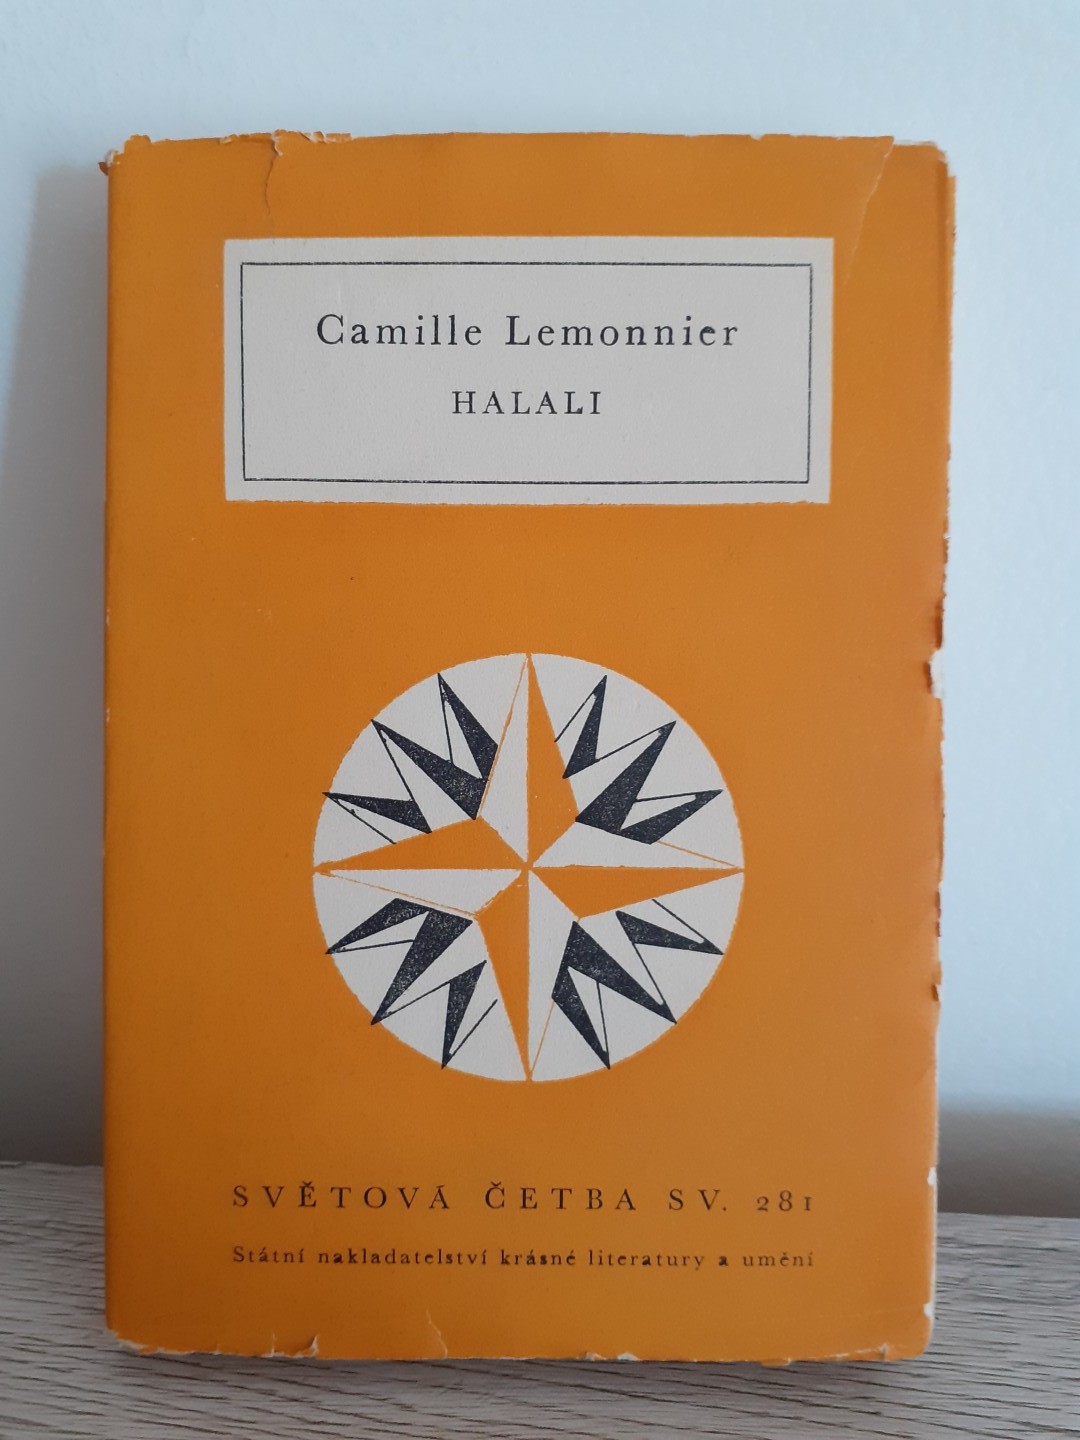 Camille Lemonnier
HALALI
SVĚTOVÁ ČETBA SV. 281
Státní nakladatelství krásné literatury a umění